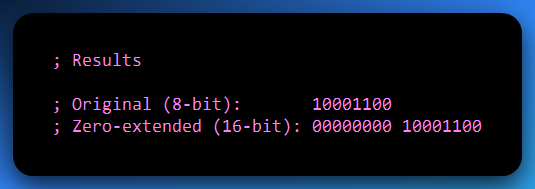 ; Results
; Original (8-bit):       10001100
; Zero-extended (16-bit): 00000000 10001100